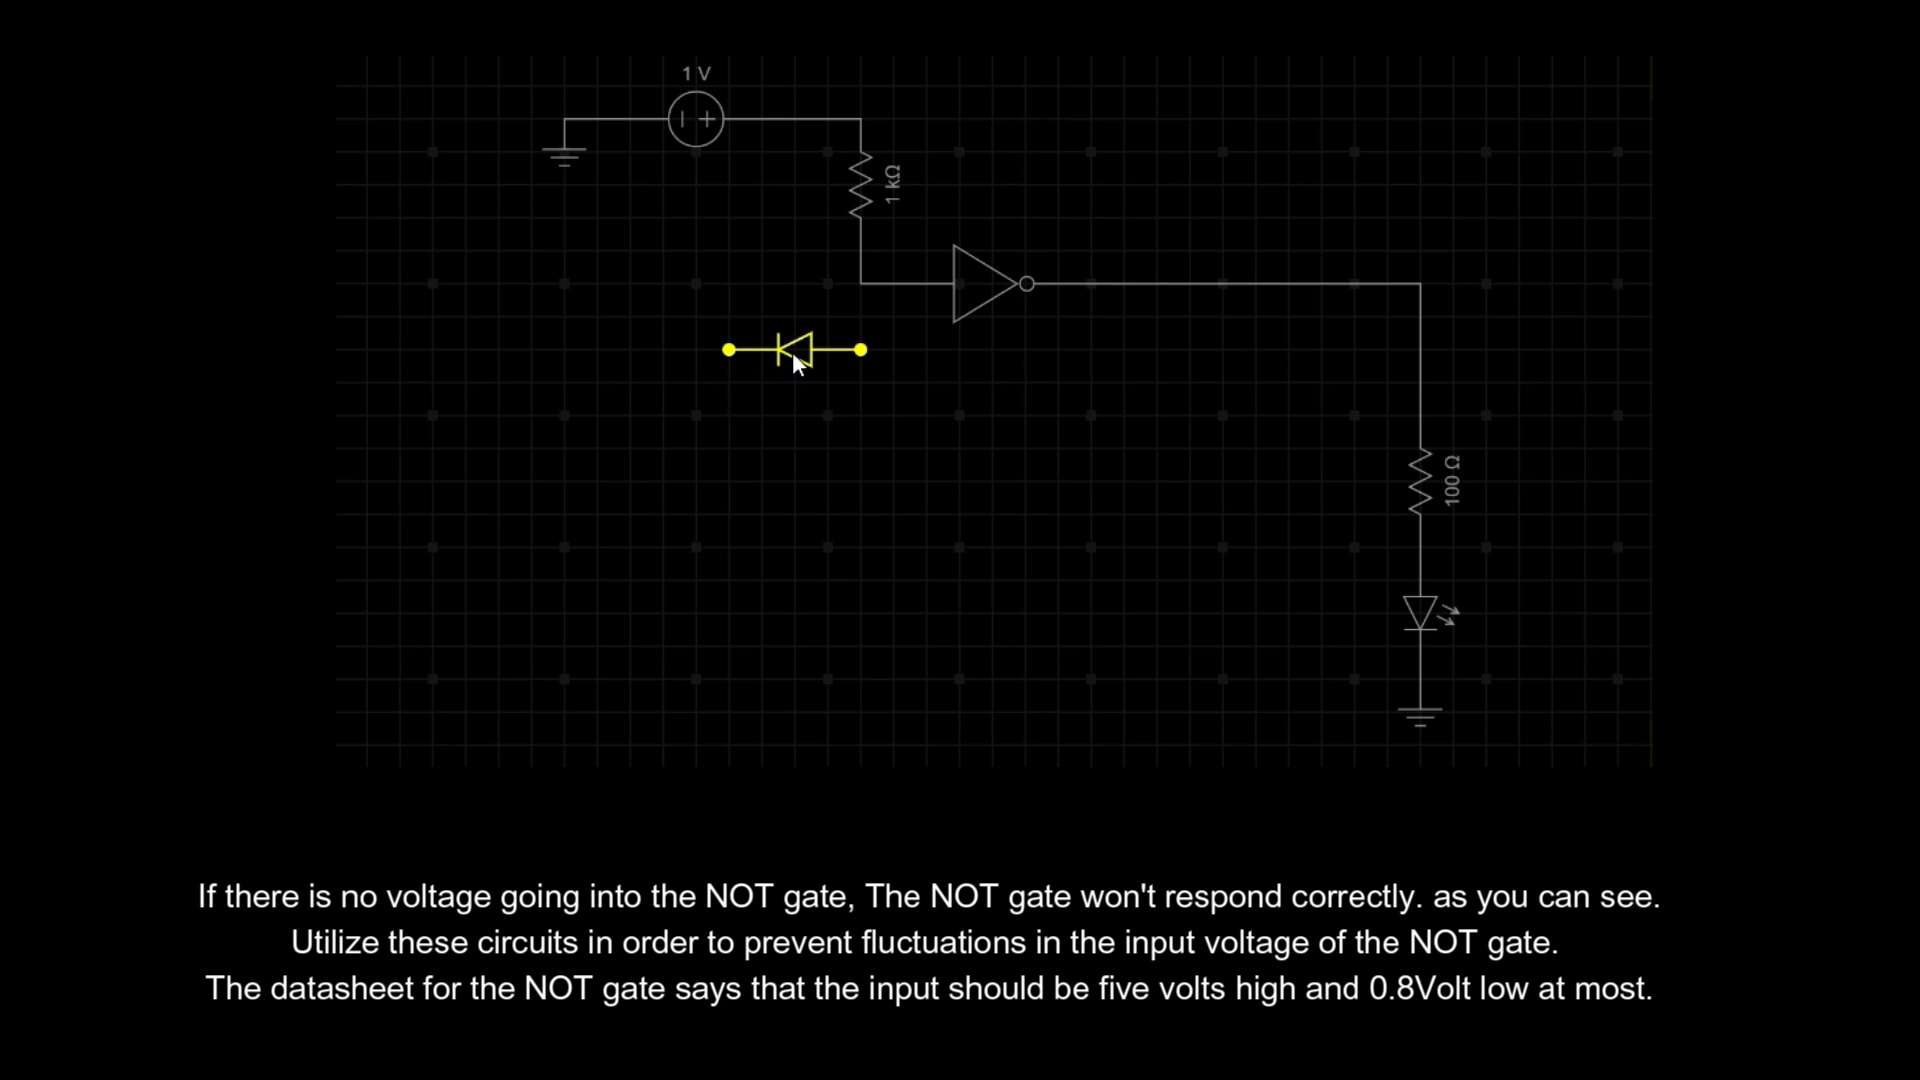 1 V
1 kΩ
100 Ω
If there is no voltage going into the NOT gate, The NOT gate won't respond correctly. as you can see.
Utilize these circuits in order to prevent fluctuations in the input voltage of the NOT gate.
The datasheet for the NOT gate says that the input should be five volts high and 0.8Volt low at most.